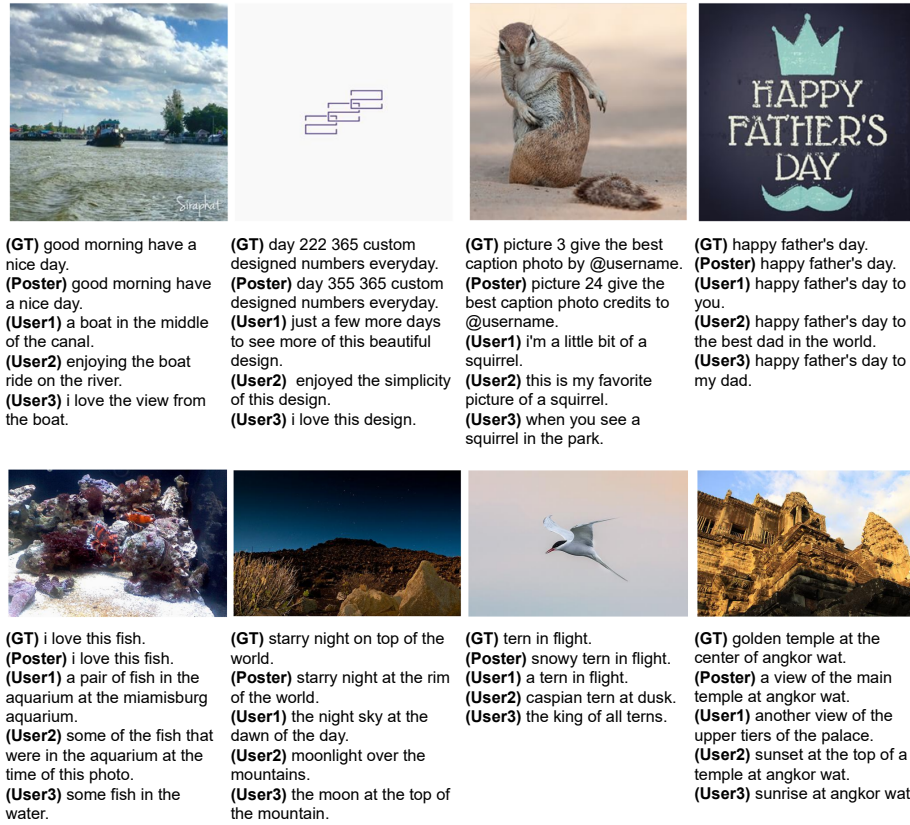 Siraphat
HAPPY
FATHER'S
DAY
(GT) good morning have a
nice day.
(Poster) good morning have
a nice day.
(User1) a boat in the middle
of the canal.
(User2) enjoying the boat
ride on the river.
(User3) i love the view from
the boat.
(GT) day 222 365 custom
designed numbers everyday.
(Poster) day 355 365 custom
designed numbers everyday.
(User1) just a few more days
to see more of this beautiful
design.
(User2) enjoyed the simplicity
of this design.
(User3) i love this design.
(GT) picture 3 give the best
caption photo by @username.
(Poster) picture 24 give the
best caption photo credits to
@username.
(User1) i'm a little bit of a
squirrel.
(User2) this is my favorite
picture of a squirrel.
(User3) when you see a
squirrel in the park.
(GT) happy father's day.
(Poster) happy father's day.
(User1) happy father's day to
you.
(User2) happy father's day to
the best dad in the world.
(User3) happy father's day to
my dad.
(GT) i love this fish.
(Poster) i love this fish.
(User1) a pair of fish in the
aquarium at the miamisburg
aquarium.
(User2) some of the fish that
were in the aquarium at the
time of this photo.
(User3) some fish in the
water.
(GT) starry night on top of the
world.
(Poster) starry night at the rim
of the world.
(User1) the night sky at the
dawn of the day.
(User2) moonlight over the
mountains.
(User3) the moon at the top of
the mountain.
(GT) tern in flight.
(Poster) snowy tern in flight.
(User1) a tern in flight.
(User2) caspian tern at dusk.
(User3) the king of all terns.
(GT) golden temple at the
center of angkor wat.
(Poster) a view of the main
temple at angkor wat.
(User1) another view of the
upper tiers of the palace.
(User2) sunset at the top of a
temple at angkor wat.
(User3) sunrise at angkor wat